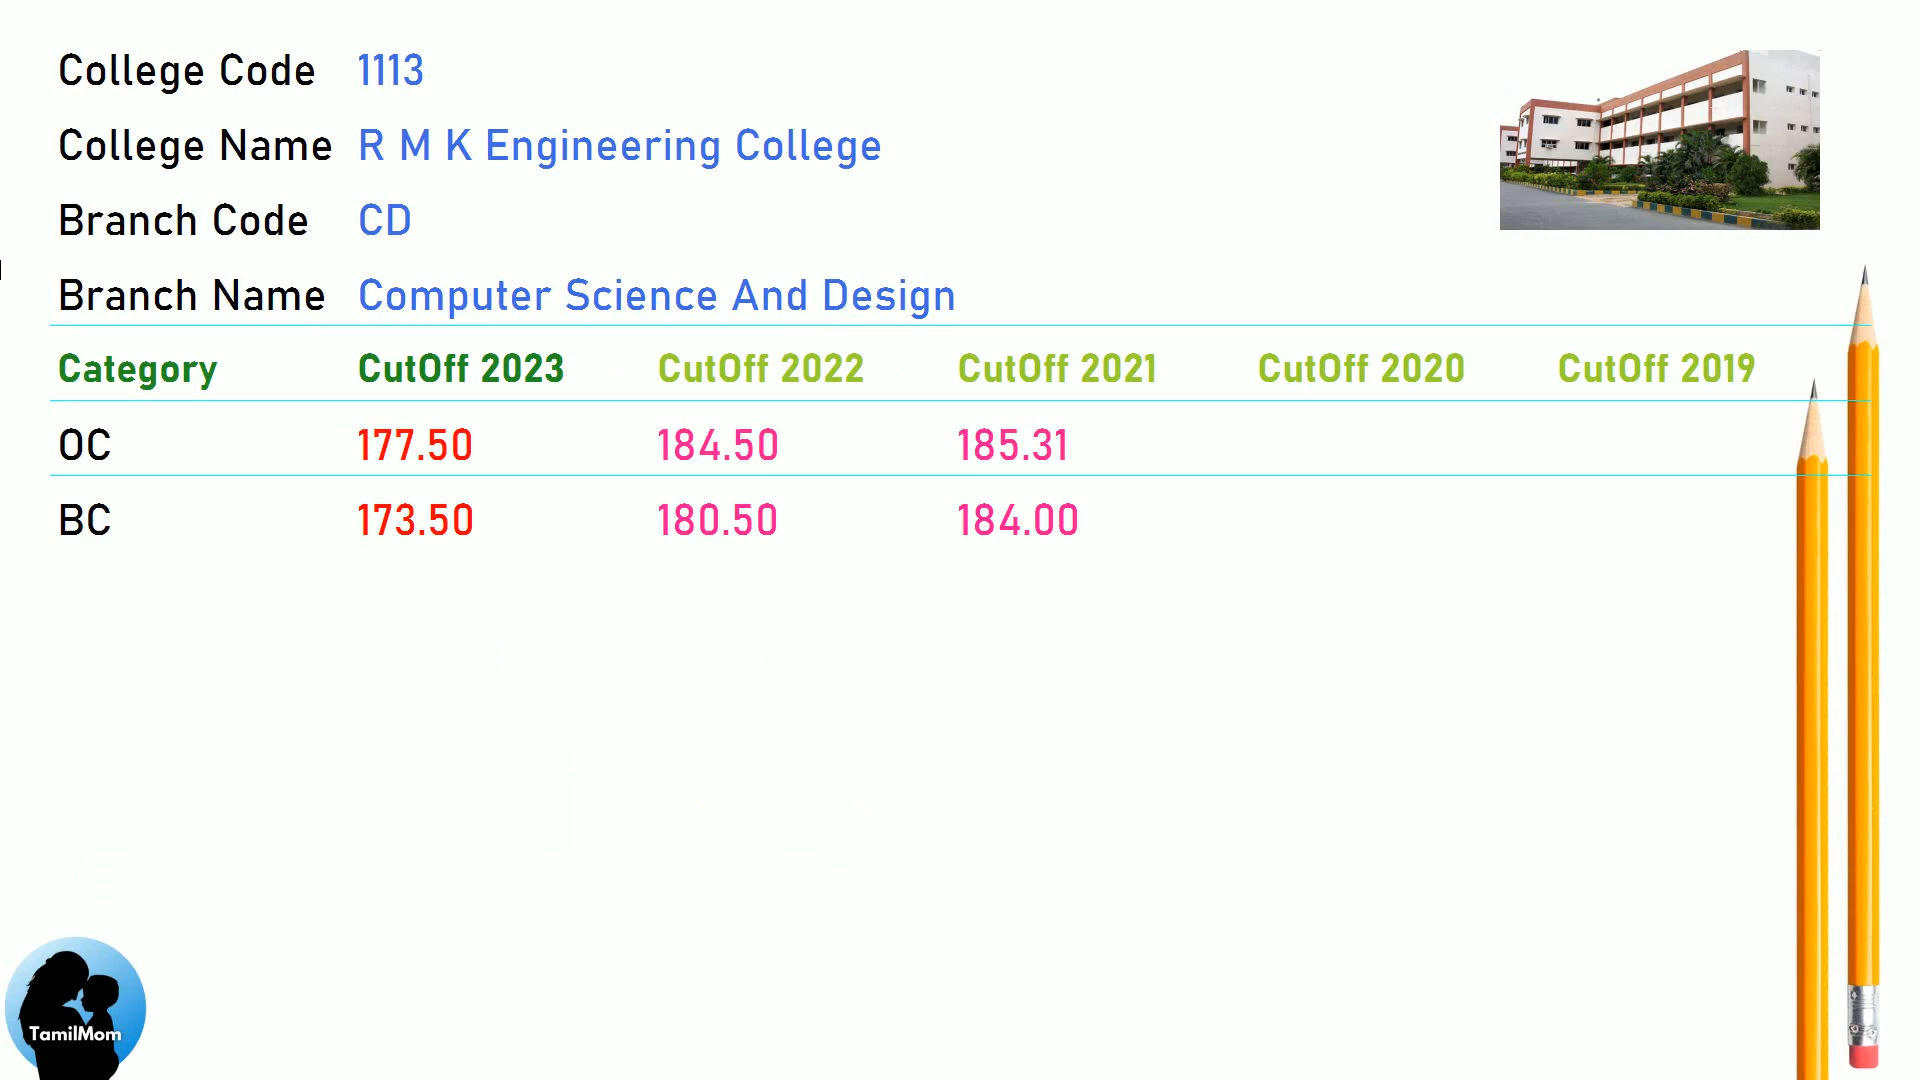 College Code 1113
College Name R M K Engineering College
Branch Code CD
Branch Name Computer Science And Design
Category CutOff 2023 CutOff 2022 CutOff 2021 CutOff 2020 CutOff 2019
OC 177.50 184.50 185.31
BC 173.50 180.50 184.00
TamilMom